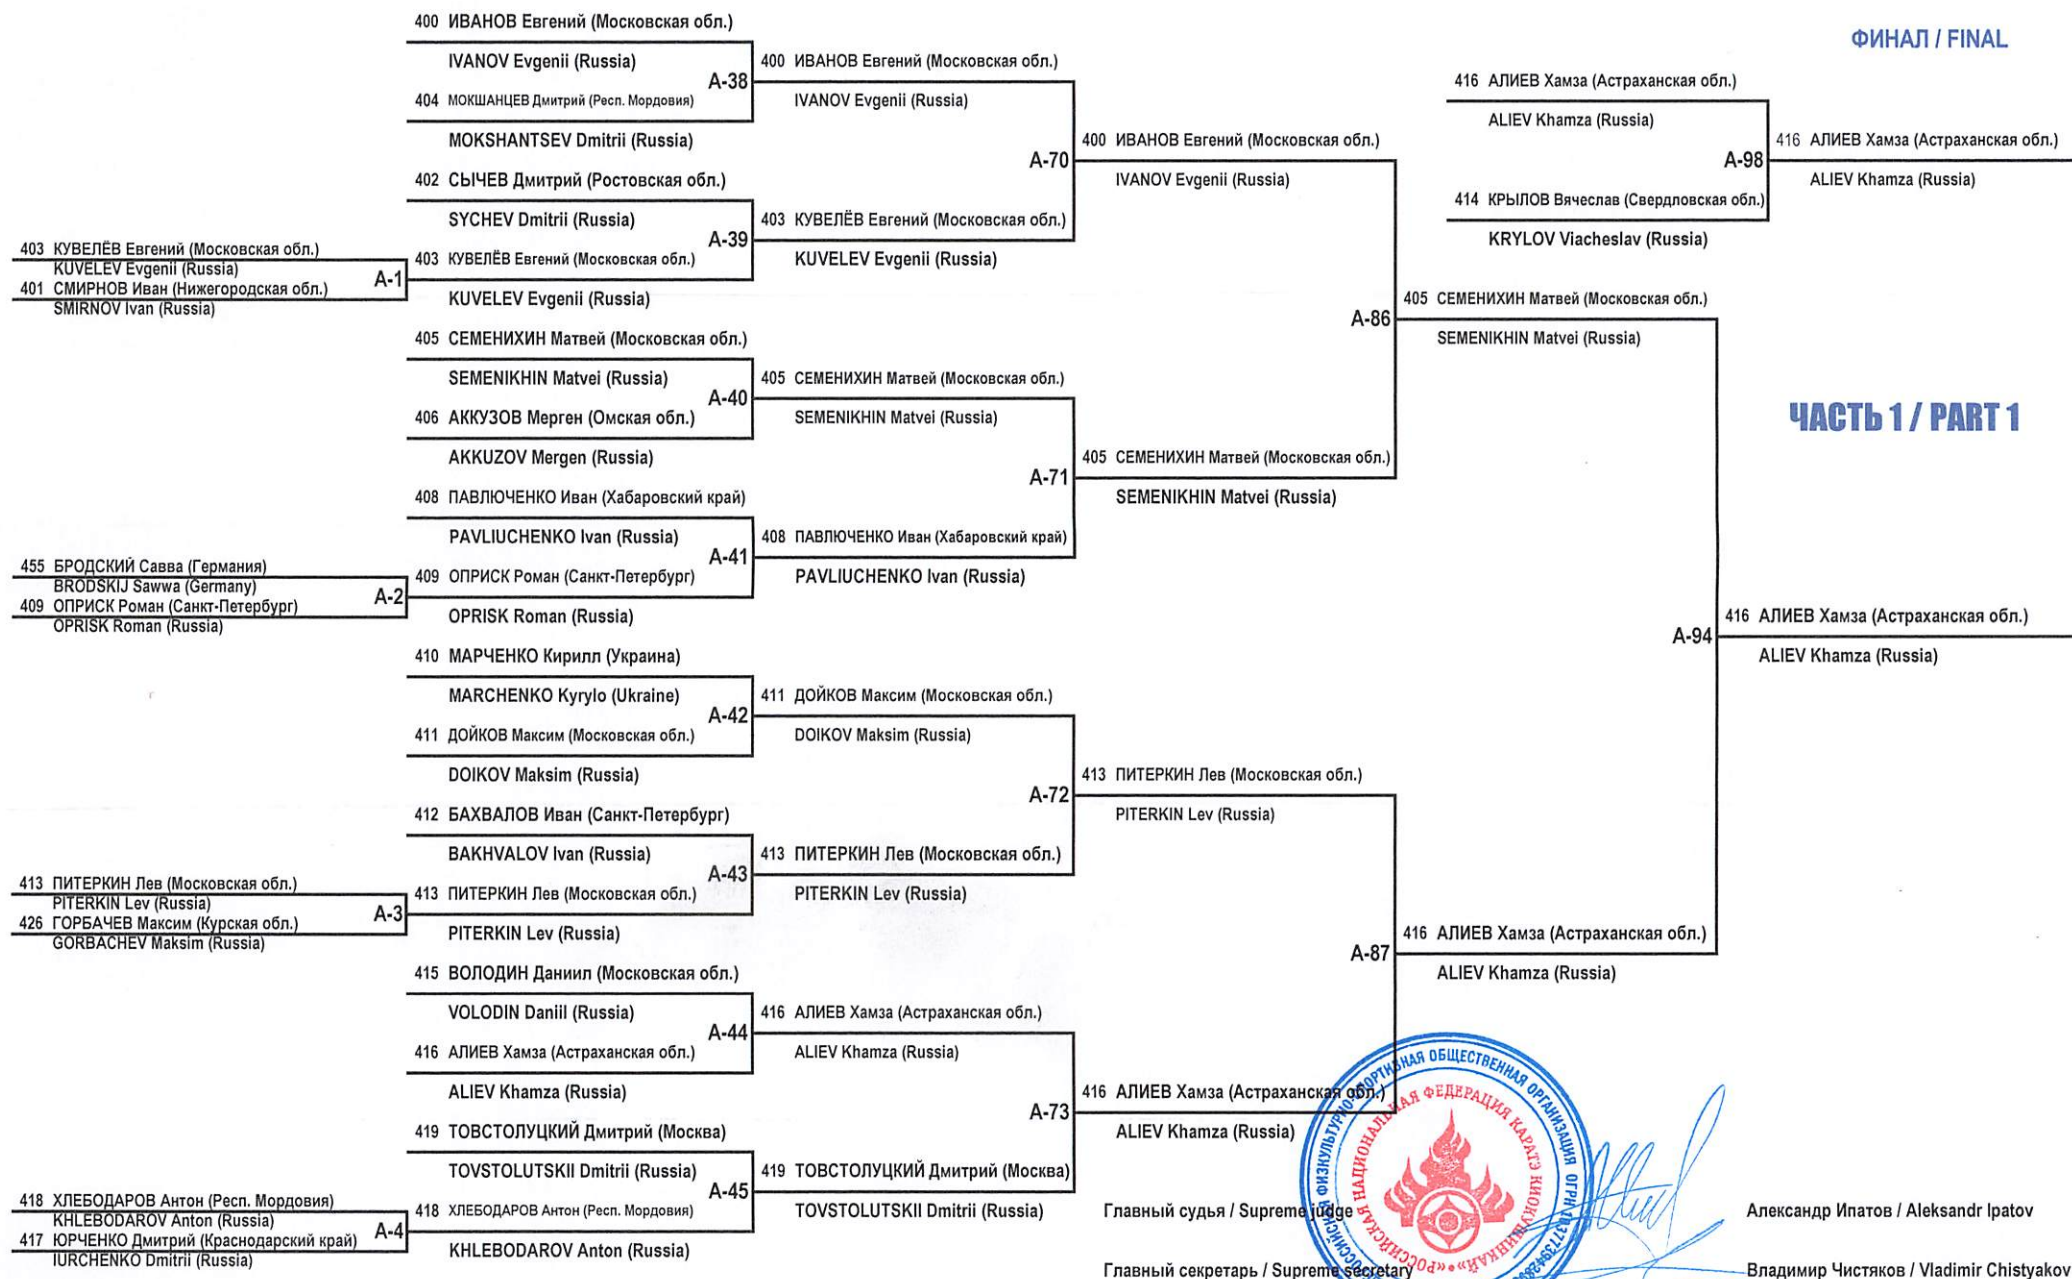 400 ИВАНОВ Евгений (Московская обл.)
IVANOV Evgenii (Russia)
A-38
404 МОКШАНЦЕВ Дмитрий (Респ. Мордовия)
MOKSHANTSEV Dmitrii (Russia)
402 СЫЧЕВ Дмитрий (Ростовская обл.)
SYCHEV Dmitrii (Russia)
A-39
403 КУВЕЛЁВ Евгений (Московская обл.)
KUVELEV Evgenii (Russia)
403 КУВЕЛЁВ Евгений (Московская обл.)
KUVELEV Evgenii (Russia)
A-1
401 СМИРНОВ Иван (Нижегородская обл.)
SMIRNOV Ivan (Russia)
405 СЕМЕНИХИН Матвей (Московская обл.)
SEMENIKHIN Matvei (Russia)
A-40
406 АККУЗОВ Мерген (Омская обл.)
AKKUZOV Mergen (Russia)
408 ПАВЛЮЧЕНКО Иван (Хабаровский край)
PAVLIUCHENKO Ivan (Russia)
A-41
409 ОПРИСК Роман (Санкт-Петербург)
OPRISK Roman (Russia)
455 БРОДСКИЙ Савва (Германия)
BRODSKIJ Sawwa (Germany)
A-2
409 ОПРИСК Роман (Санкт-Петербург)
OPRISK Roman (Russia)
410 МАРЧЕНКО Кирилл (Украина)
MARCHENKO Kyrylo (Ukraine)
A-42
411 ДОЙКОВ Максим (Московская обл.)
DOIKOV Maksim (Russia)
412 БАХВАЛОВ Иван (Санкт-Петербург)
BAKHVALOV Ivan (Russia)
A-43
413 ПИТЕРКИН Лев (Московская обл.)
PITERKIN Lev (Russia)
413 ПИТЕРКИН Лев (Московская обл.)
PITERKIN Lev (Russia)
A-3
426 ГОРБАЧЕВ Максим (Курская обл.)
GORBACHEV Maksim (Russia)
415 ВОЛОДИН Даниил (Московская обл.)
VOLODIN Daniil (Russia)
A-44
416 АЛИЕВ Хамза (Астраханская обл.)
ALIEV Khamza (Russia)
419 ТОВСТОЛУЦКИЙ Дмитрий (Москва)
TOVSTOLUTSKII Dmitrii (Russia)
A-45
418 ХЛЕБОДАРОВ Антон (Респ. Мордовия)
KHLEBODAROV Anton (Russia)
418 ХЛЕБОДАРОВ Антон (Респ. Мордовия)
KHLEBODAROV Anton (Russia)
A-4
417 ЮРЧЕНКО Дмитрий (Краснодарский край)
IURCHENKO Dmitrii (Russia)
400 ИВАНОВ Евгений (Московская обл.)
IVANOV Evgenii (Russia)
A-70
403 КУВЕЛЁВ Евгений (Московская обл.)
KUVELEV Evgenii (Russia)
405 СЕМЕНИХИН Матвей (Московская обл.)
SEMENIKHIN Matvei (Russia)
A-71
408 ПАВЛЮЧЕНКО Иван (Хабаровский край)
PAVLIUCHENKO Ivan (Russia)
411 ДОЙКОВ Максим (Московская обл.)
DOIKOV Maksim (Russia)
A-72
413 ПИТЕРКИН Лев (Московская обл.)
PITERKIN Lev (Russia)
416 АЛИЕВ Хамза (Астраханская обл.)
ALIEV Khamza (Russia)
A-73
419 ТОВСТОЛУЦКИЙ Дмитрий (Москва)
TOVSTOLUTSKII Dmitrii (Russia)
400 ИВАНОВ Евгений (Московская обл.)
IVANOV Evgenii (Russia)
A-86
405 СЕМЕНИХИН Матвей (Московская обл.)
SEMENIKHIN Matvei (Russia)
413 ПИТЕРКИН Лев (Московская обл.)
PITERKIN Lev (Russia)
A-87
416 АЛИЕВ Хамза (Астраханская обл.)
ALIEV Khamza (Russia)
405 СЕМЕНИХИН Матвей (Московская обл.)
SEMENIKHIN Matvei (Russia)
A-94
416 АЛИЕВ Хамза (Астраханская обл.)
ALIEV Khamza (Russia)
416 АЛИЕВ Хамза (Астраханская обл.)
ALIEV Khamza (Russia)
ФИНАЛ / FINAL
416 АЛИЕВ Хамза (Астраханская обл.)
ALIEV Khamza (Russia)
A-98
414 КРЫЛОВ Вячеслав (Свердловская обл.)
KRYLOV Viacheslav (Russia)
416 АЛИЕВ Хамза (Астраханская обл.)
ALIEV Khamza (Russia)
ЧАСТЬ 1 / PART 1
ФИЗКУЛЬТУРНО-СПОРТИВНАЯ ОБЩЕСТВЕННАЯ ОРГАНИЗАЦИЯ ОГРН
РОССИЙСКАЯ НАЦИОНАЛЬНАЯ ФЕДЕРАЦИЯ КАРАТЭ КИОКУШИНКАЙ
Главный судья / Supreme judge
Александр Ипатов / Aleksandr Ipatov
Главный секретарь / Supreme secretary
Владимир Чистяков / Vladimir Chistyakov